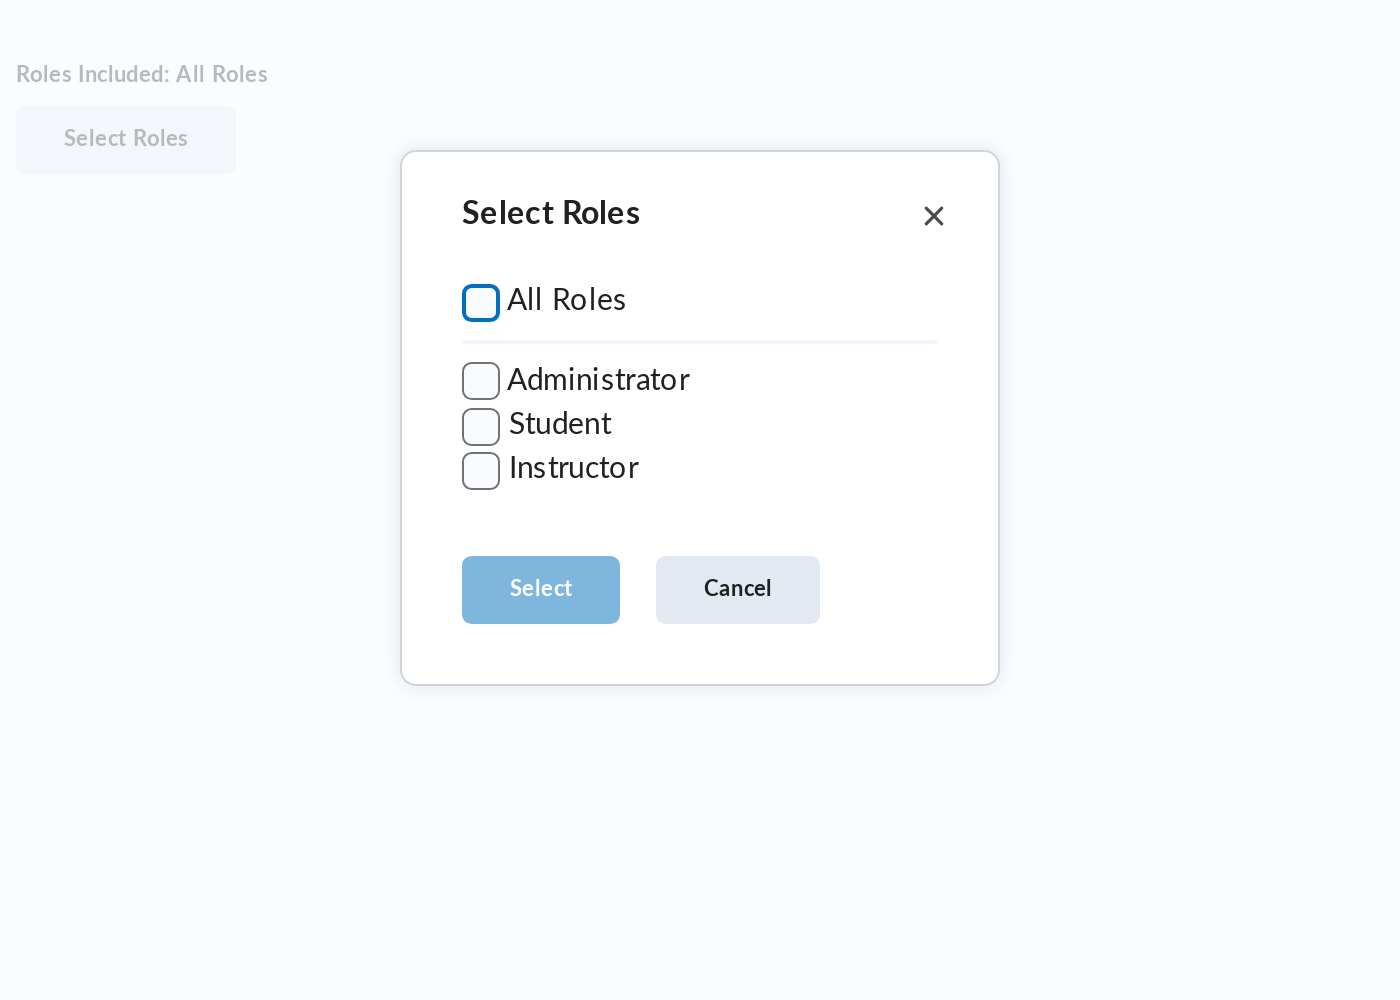 Roles Included: All Roles
Select Roles
Select Roles
All Roles
Administrator
Student
Instructor
Select
Cancel